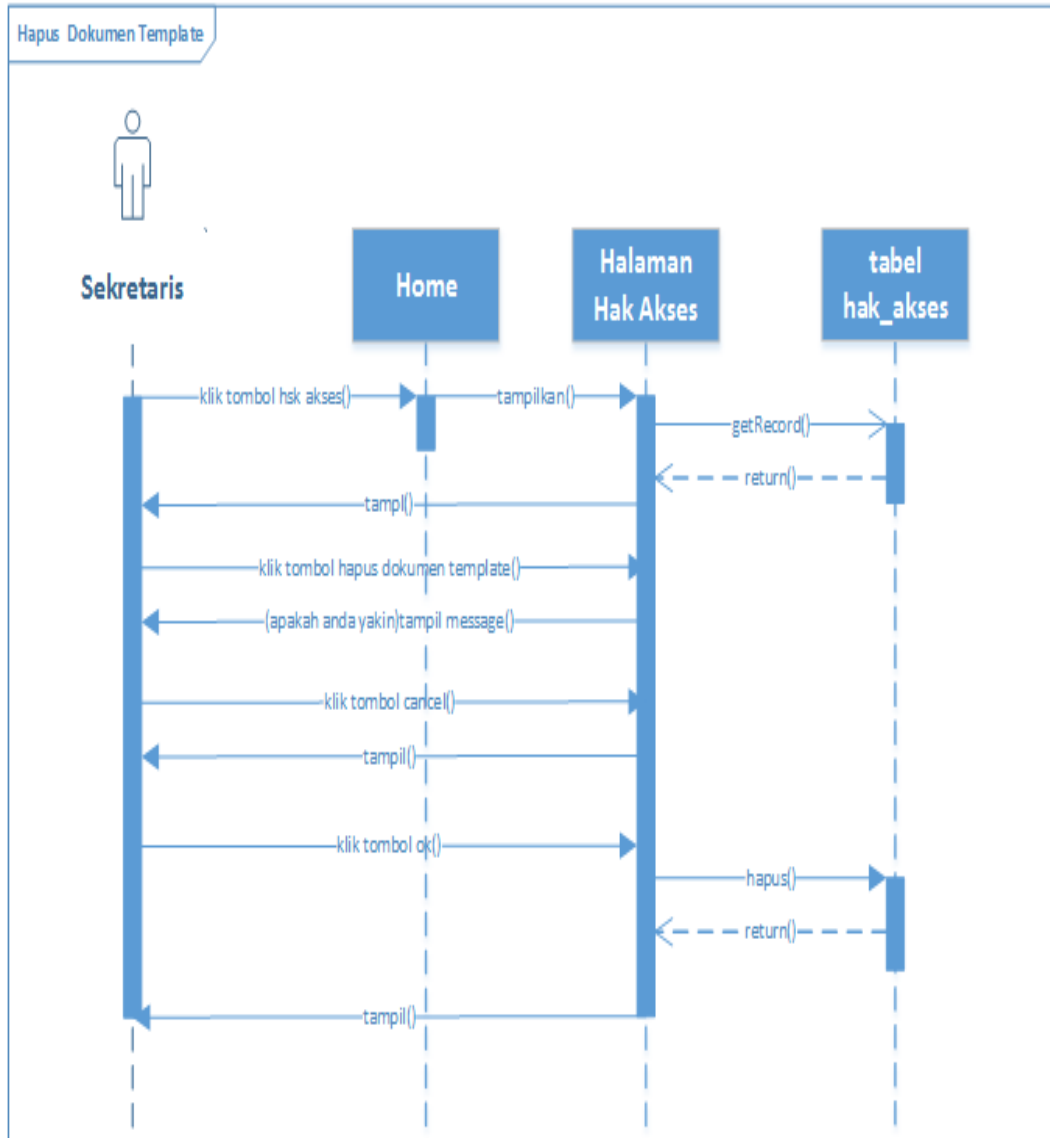 Hapus Dokumen Template
Sekretaris
Home
Halaman
Hak Akses
tabel
hak_akses
klik tombol hsk akses()
tampilkan()
getRecord()
return()
tampl()
klik tombol hapus dokumen template()
(apakah anda yakin)tampil message()
klik tombol cancel()
tampil()
klik tombol ok()
hapus()
return()
tampil()